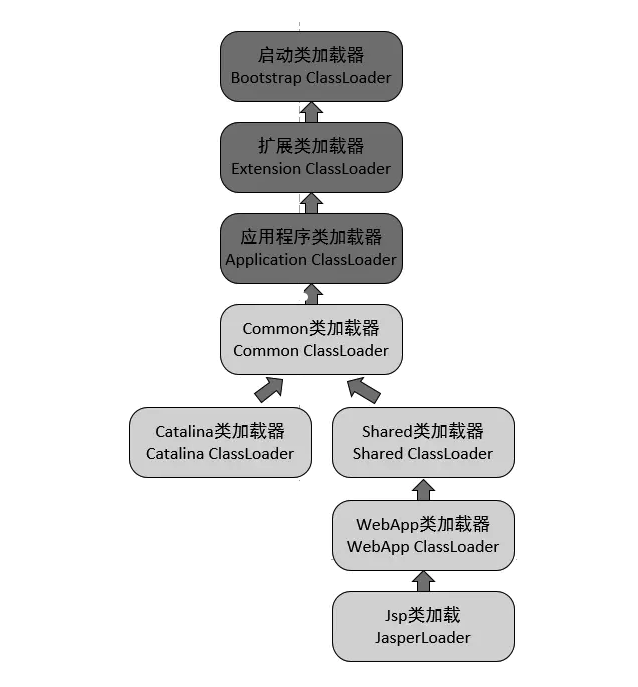 启动类加载器
Bootstrap ClassLoader
扩展类加载器
Extension ClassLoader
应用程序类加载器
Application ClassLoader
Common类加载器
Common ClassLoader
Catalina类加载器
Catalina ClassLoader
Shared类加载器
Shared ClassLoader
WebApp类加载器
WebApp ClassLoader
Jsp类加载
JasperLoader